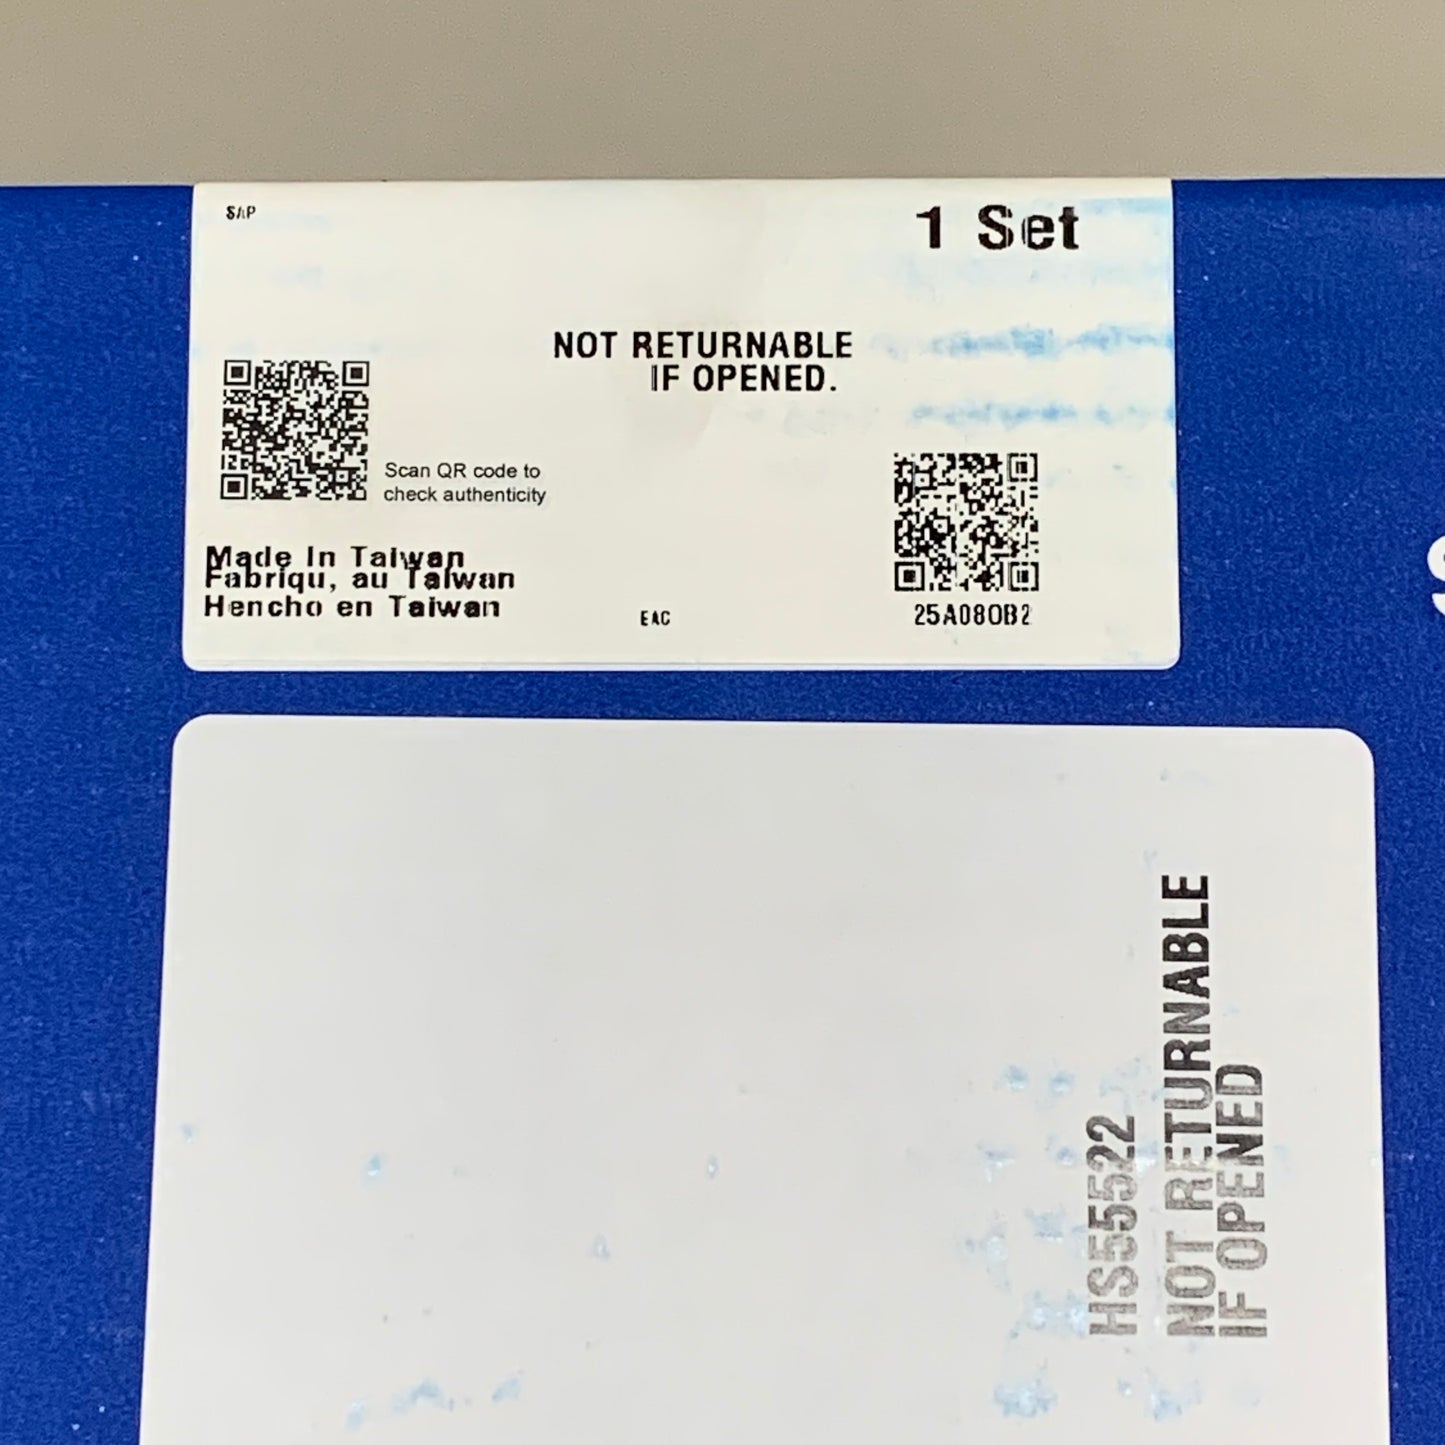 SAP
1 Set
NOT RETURNABLE
IF OPENED.
Scan QR code to
check authenticity
Made In Taiwan
Fabriqu, au Taiwan
Hencho en Taiwan
EAC
25A080B2
HS55522
NOT RETURNABLE
IF OPENED